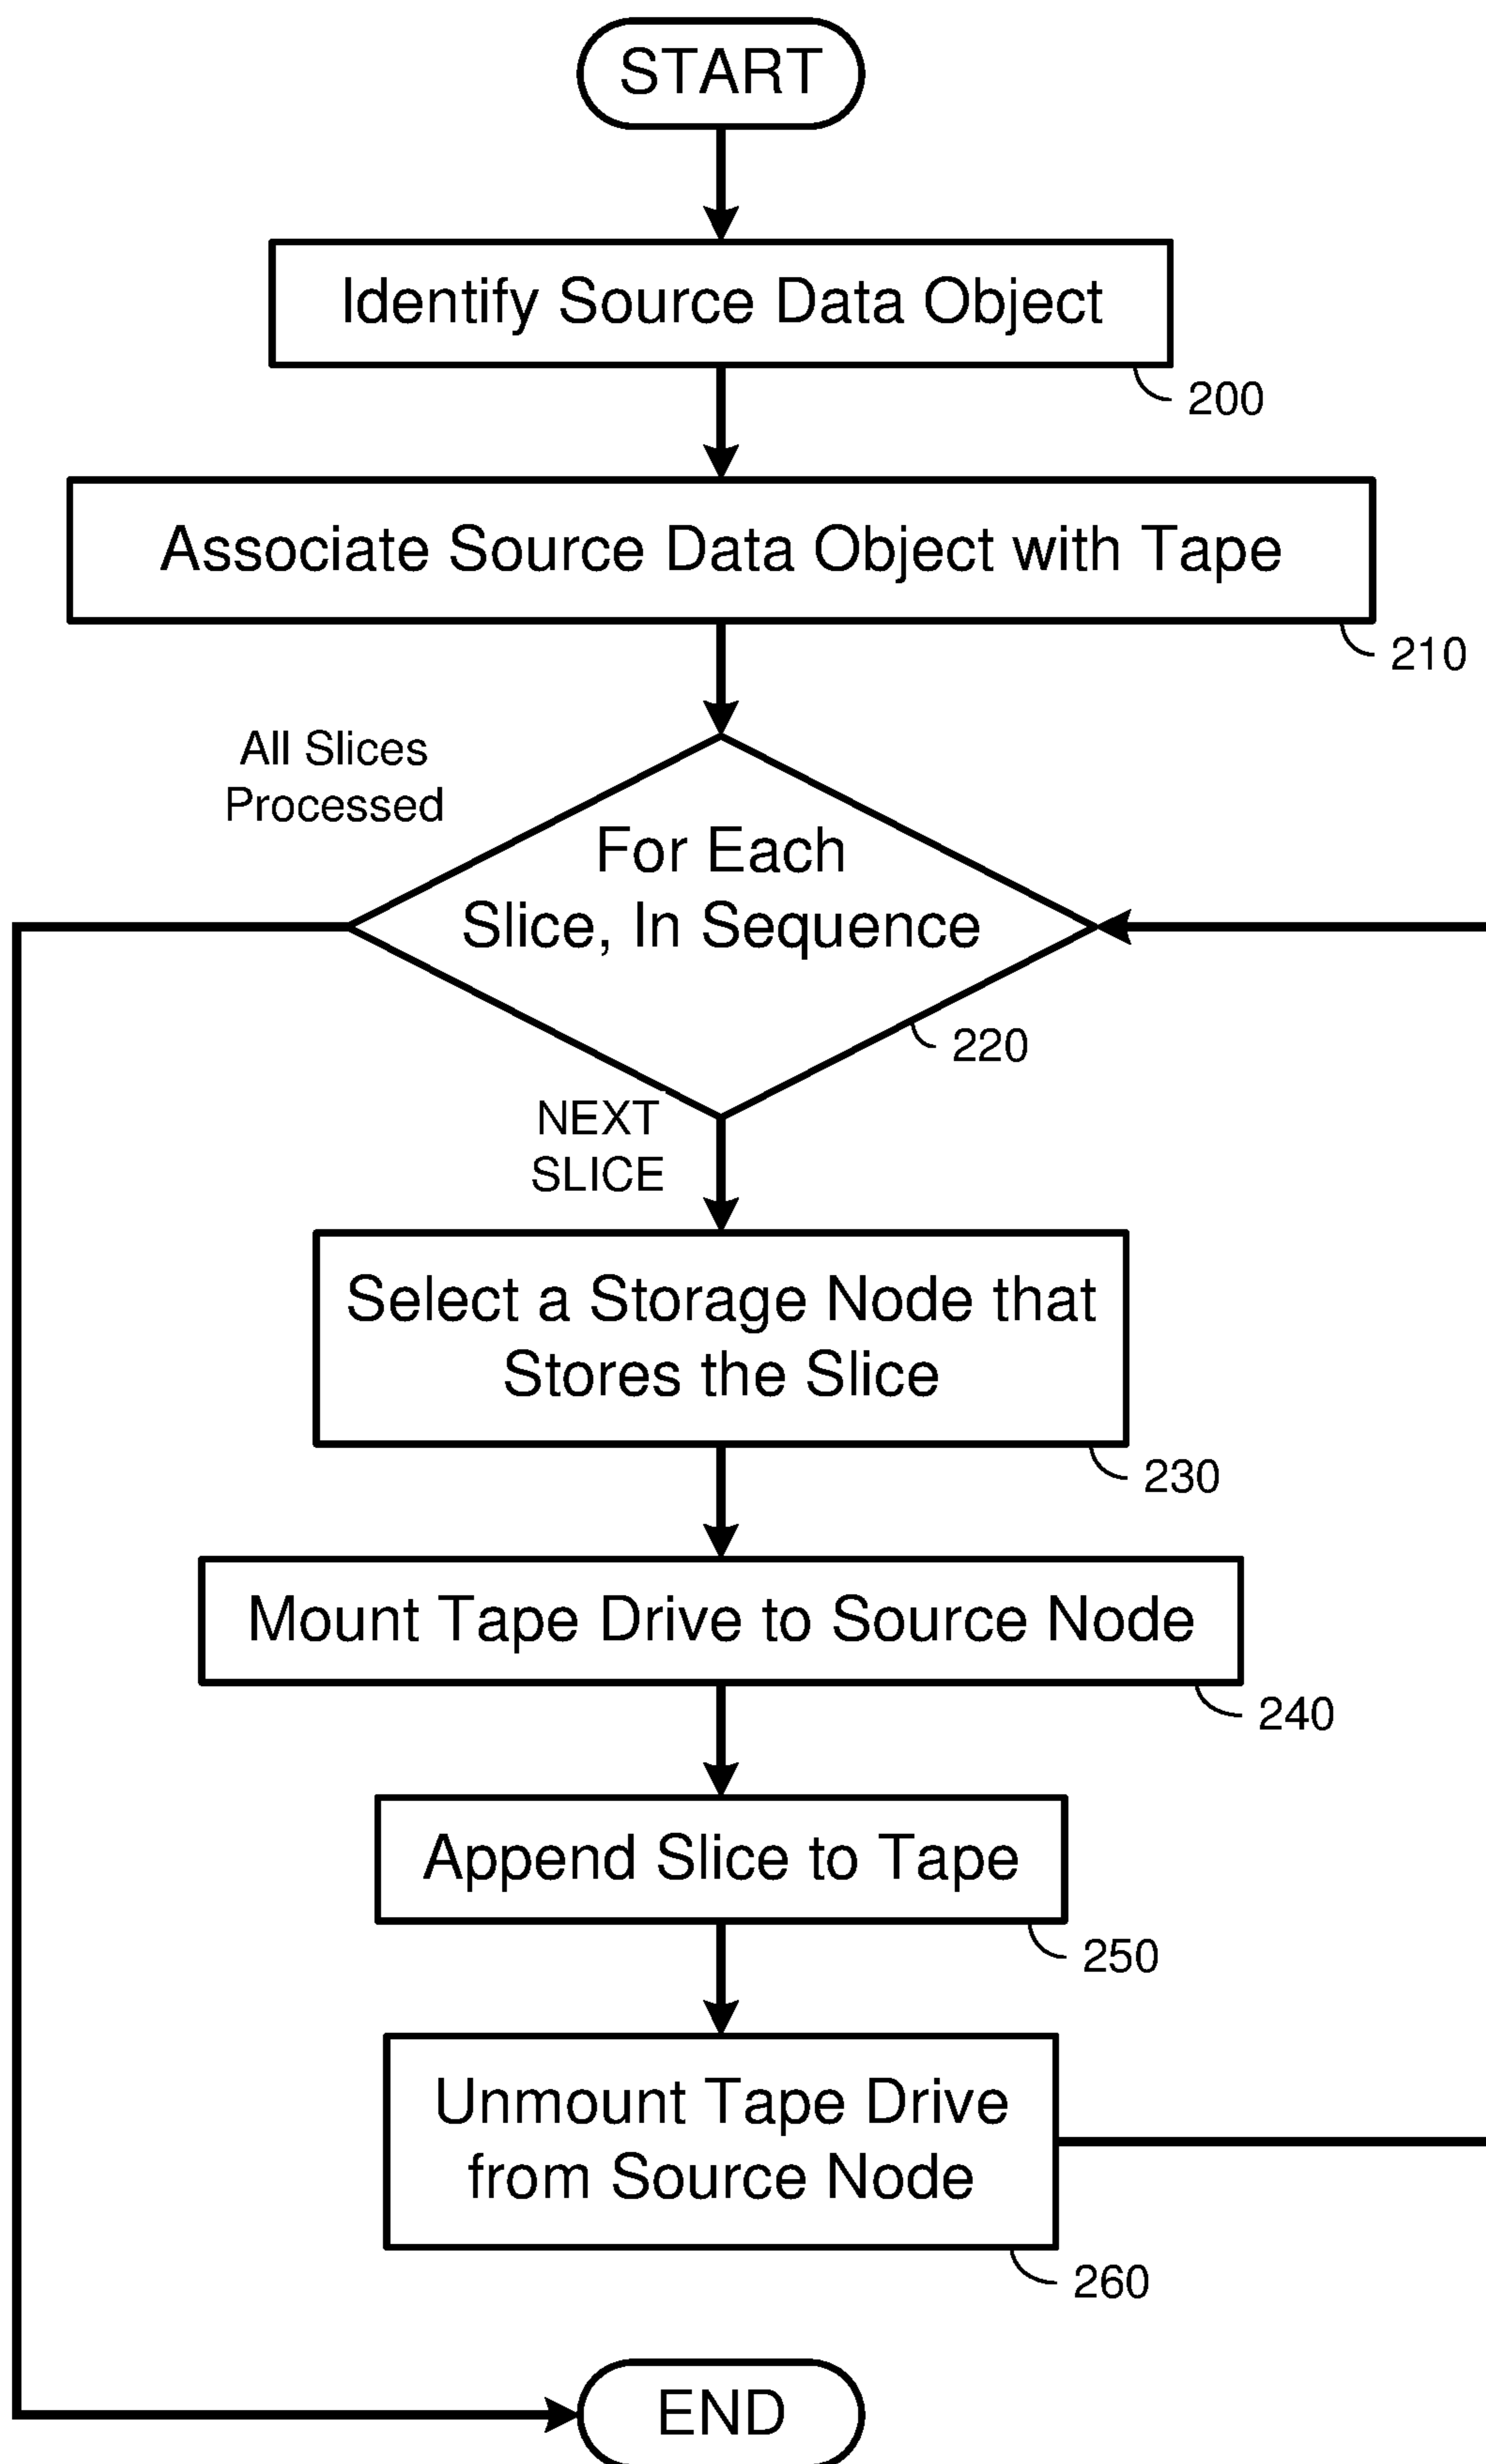 START
Identify Source Data Object
200
Associate Source Data Object with Tape
210
All Slices
Processed
For Each
Slice, In Sequence
220
NEXT
SLICE
Select a Storage Node that
Stores the Slice
230
Mount Tape Drive to Source Node
240
Append Slice to Tape
250
Unmount Tape Drive
from Source Node
260
END